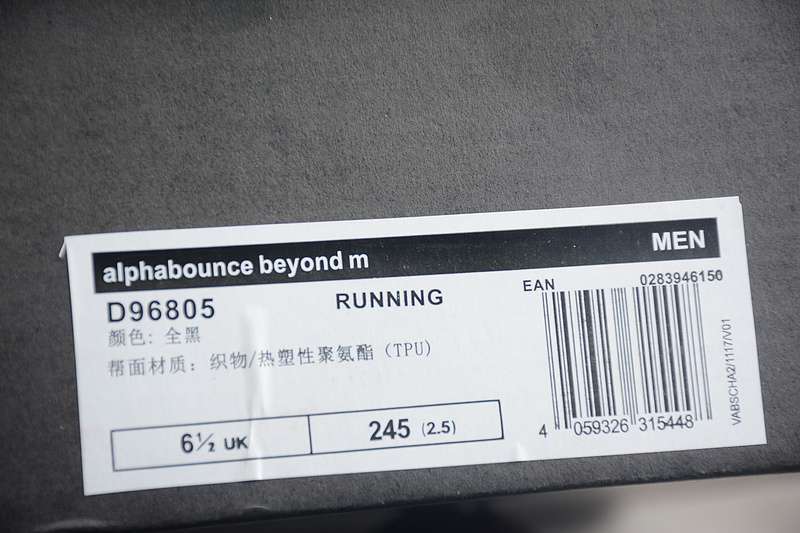 alphabounce beyond m MEN
D96805 RUNNING EAN 0283946150
颜色: 全黑
帮面材质: 织物/热塑性聚氨酯 (TPU)
6½ UK 245 (2.5)
4 059326 315448
VABSCHA2/1117/V01